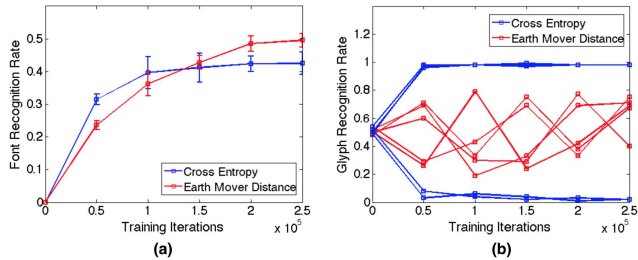 Font Recognition Rate
0.5
0.4
0.3
0.2
0.1
0
0 0.5 1 1.5 2 2.5
Training Iterations
x 10^5
Cross Entropy
Earth Mover Distance
(a)
Glyph Recognition Rate
1.2
1
0.8
0.6
0.4
0.2
0
0 0.5 1 1.5 2 2.5
Training Iterations
x 10^5
Cross Entropy
Earth Mover Distance
(b)